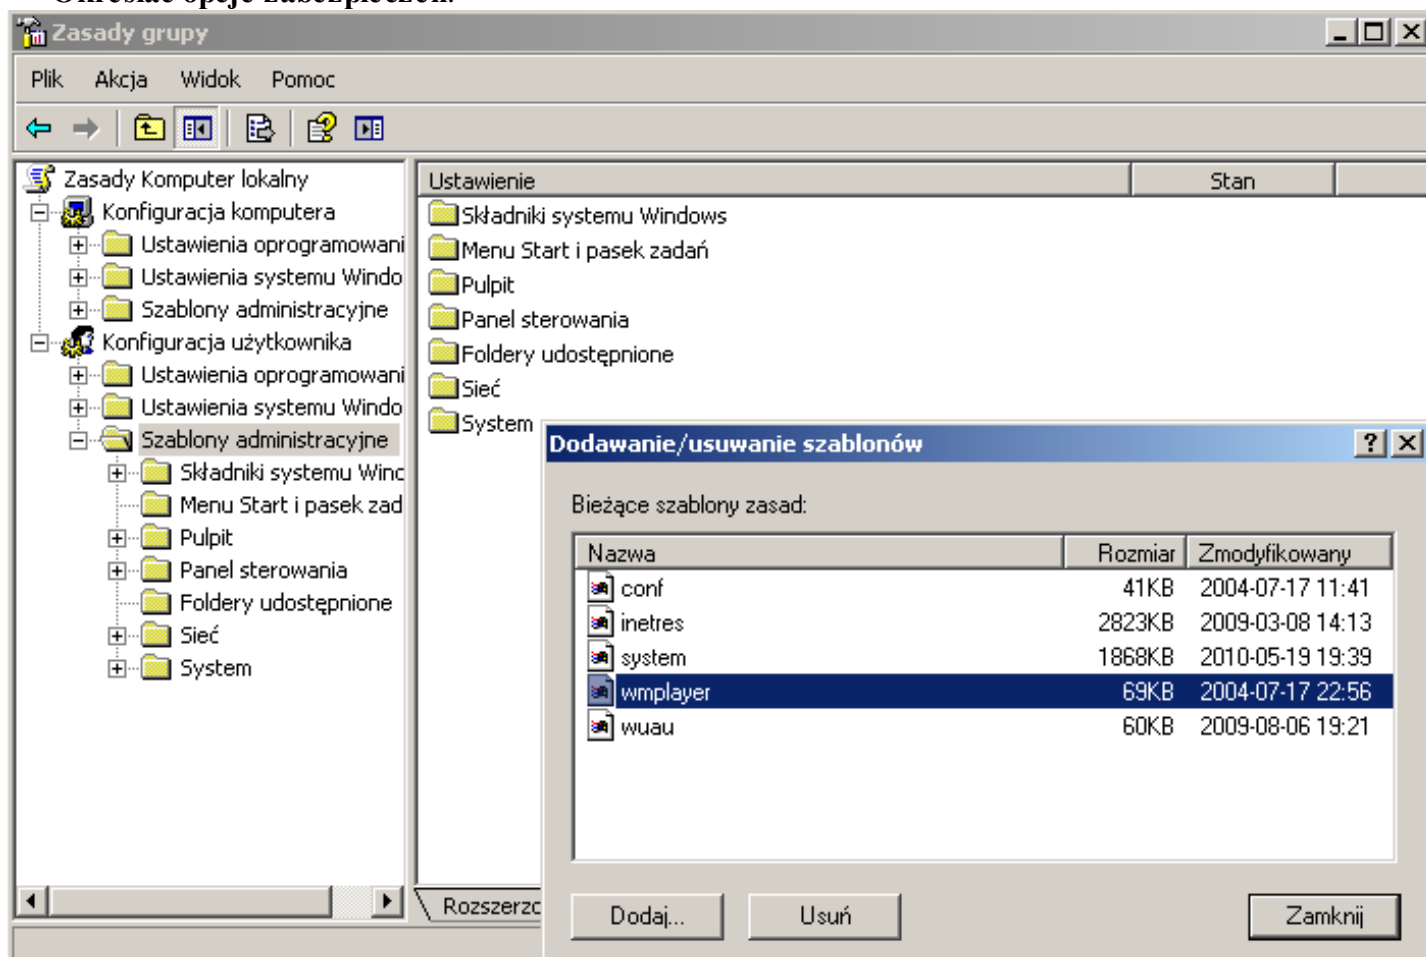 Określać opcje zabezpieczeń.
Zasady grupy
Plik Akcja Widok Pomoc
Zasady Komputer lokalny
Konfiguracja komputera
Ustawienia oprogramowani
Ustawienia systemu Windo
Szablony administracyjne
Konfiguracja użytkownika
Ustawienia oprogramowani
Ustawienia systemu Windo
Szablony administracyjne
Składniki systemu Winc
Menu Start i pasek zad
Pulpit
Panel sterowania
Foldery udostępnione
Sieć
System
Ustawienie Stan
Składniki systemu Windows
Menu Start i pasek zadań
Pulpit
Panel sterowania
Foldery udostępnione
Sieć
System
Rozszerzo
Dodawanie/usuwanie szablonów
Bieżące szablony zasad:
Nazwa Rozmiar Zmodyfikowany
conf 41KB 2004-07-17 11:41
inetres 2823KB 2009-03-08 14:13
system 1868KB 2010-05-19 19:39
wmplayer 69KB 2004-07-17 22:56
wuau 60KB 2009-08-06 19:21
Dodaj... Usuń Zamknij